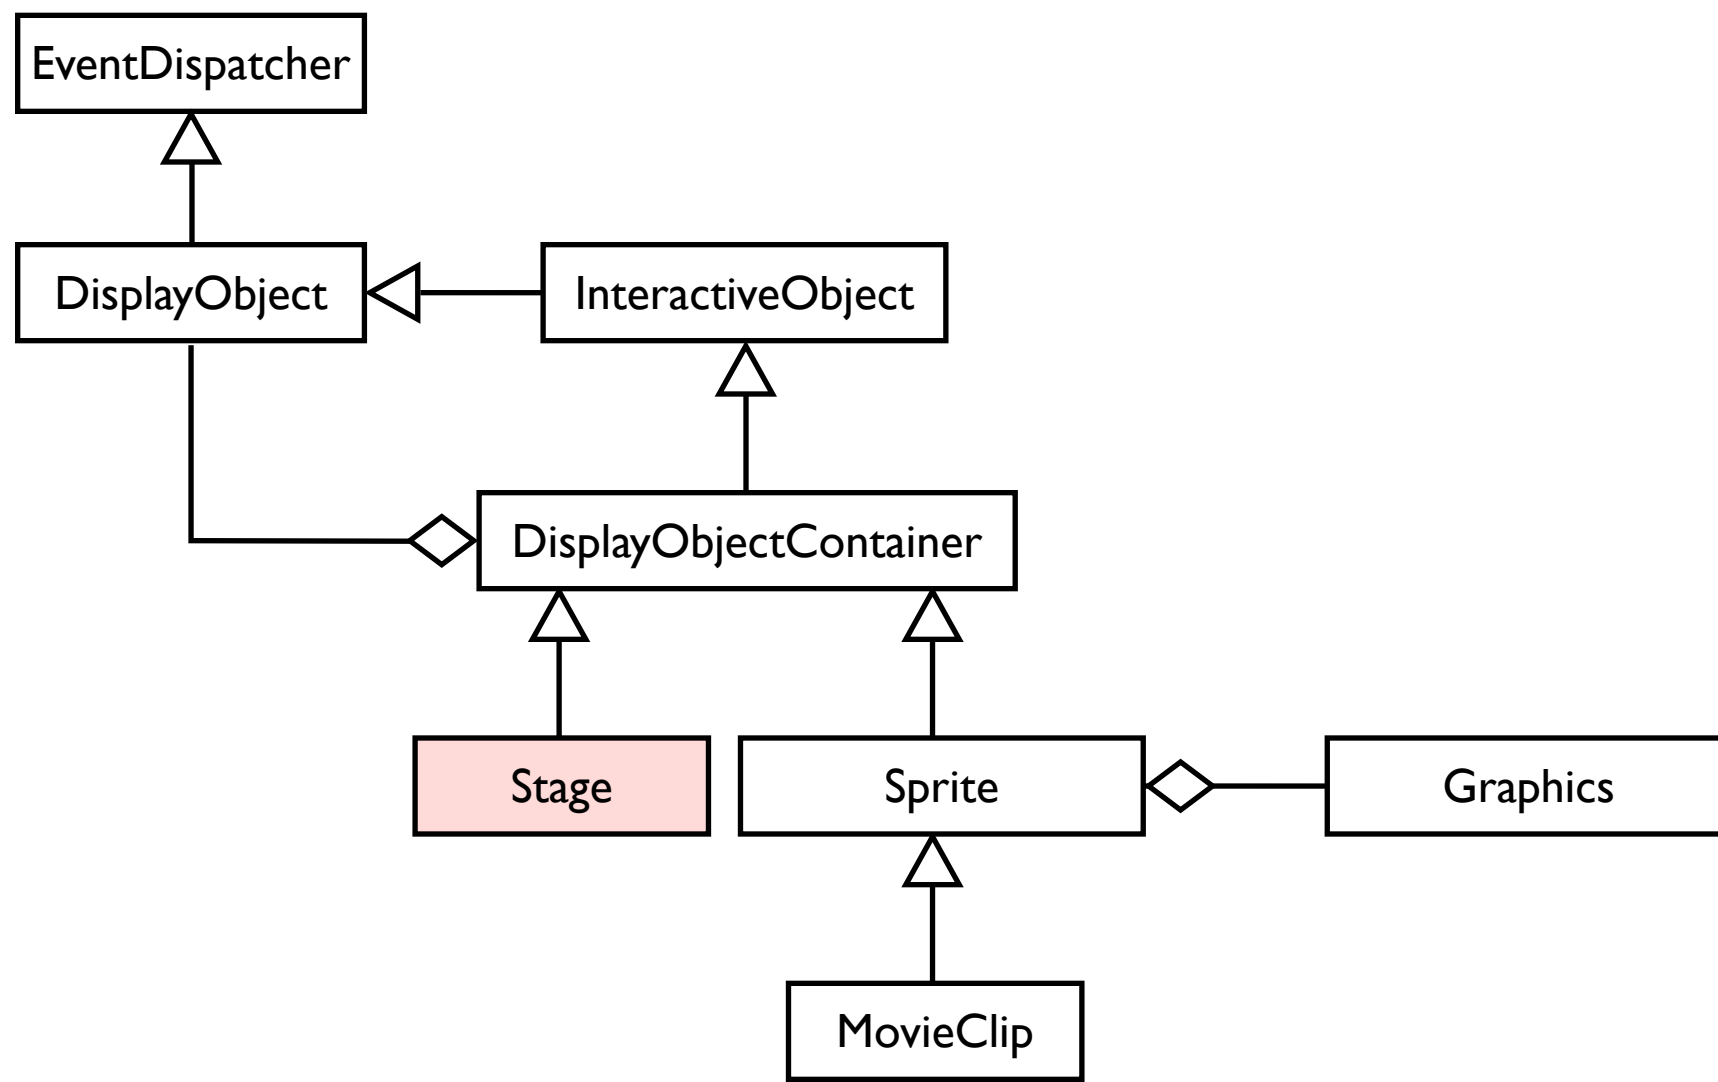 EventDispatcher
DisplayObject
InteractiveObject
DisplayObjectContainer
Stage
Sprite
Graphics
MovieClip